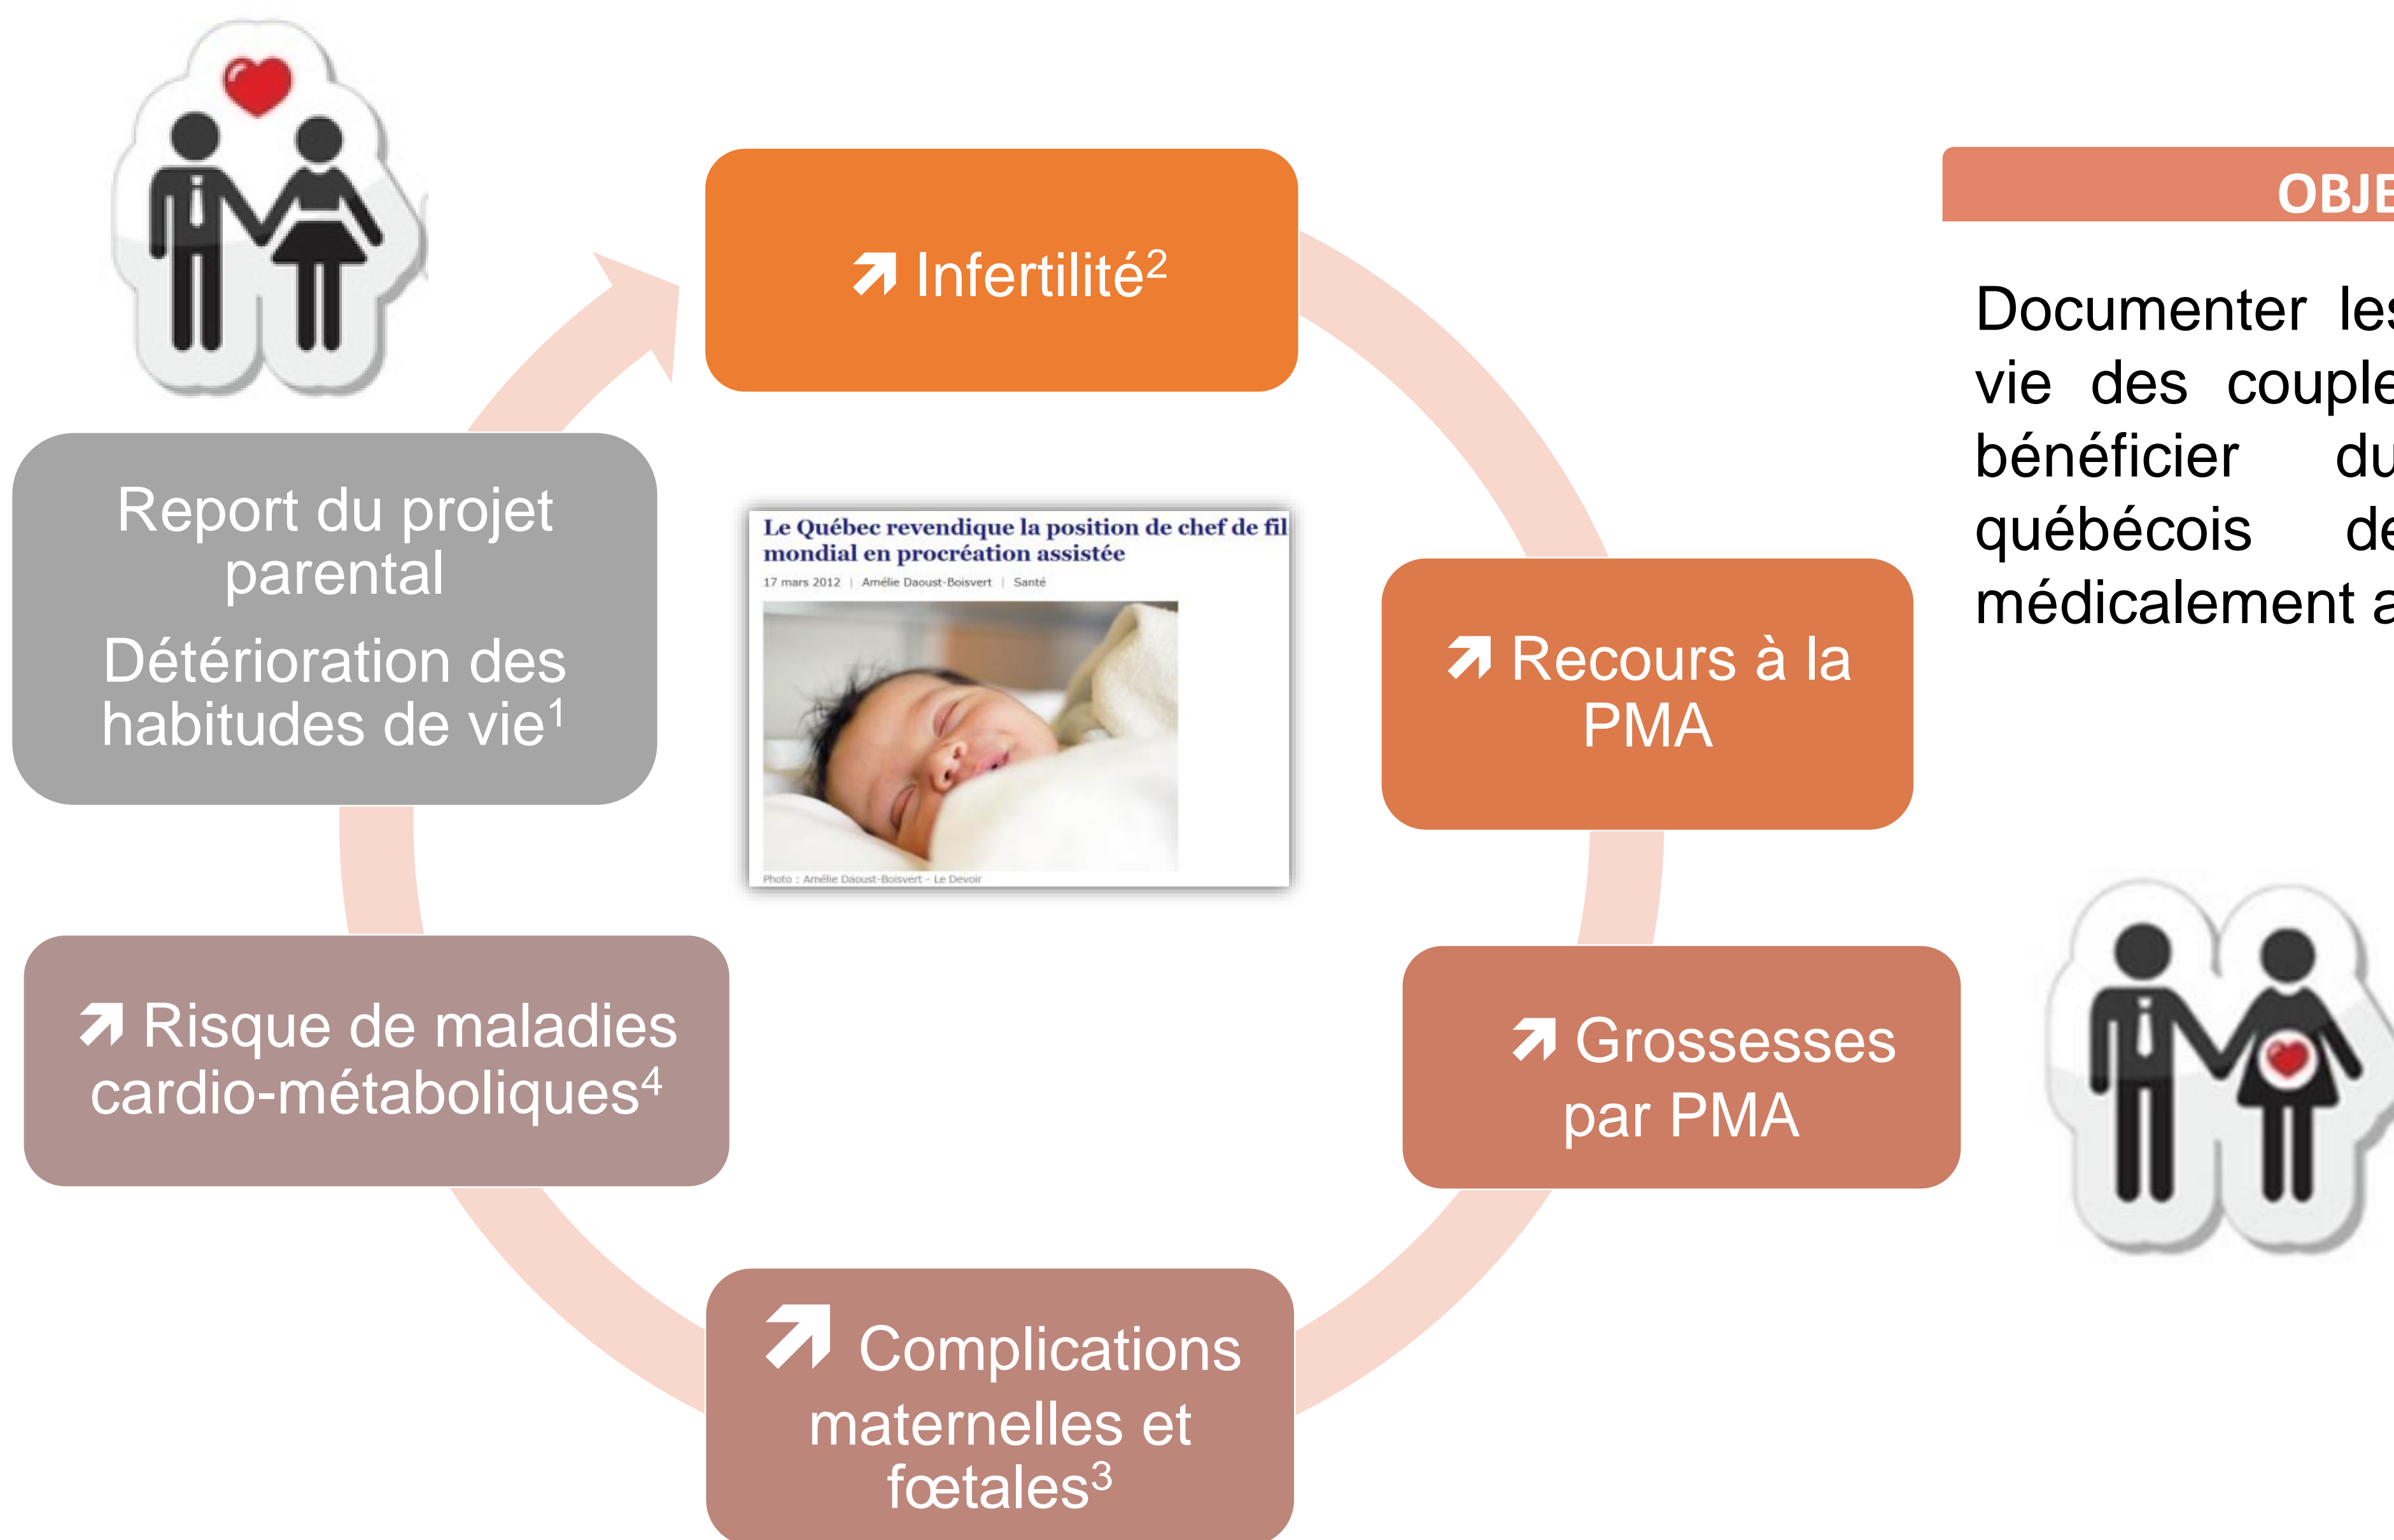 ↗ Infertilité²
↗ Recours à la
PMA
↗ Grossesses
par PMA
↗ Complications
maternelles et
fœtales³
↗ Risque de maladies
cardio-métaboliques⁴
Report du projet
parental
Détérioration des
habitudes de vie¹
Le Québec revendique la position de chef de fil
mondial en procréation assistée
17 mars 2012 | Amélie Daoust-Boisvert | Santé
Photo : Amélie Daoust-Boisvert - Le Devoir
OBJE
Documenter les
vie des couple
bénéficier du
québécois de
médicalement a